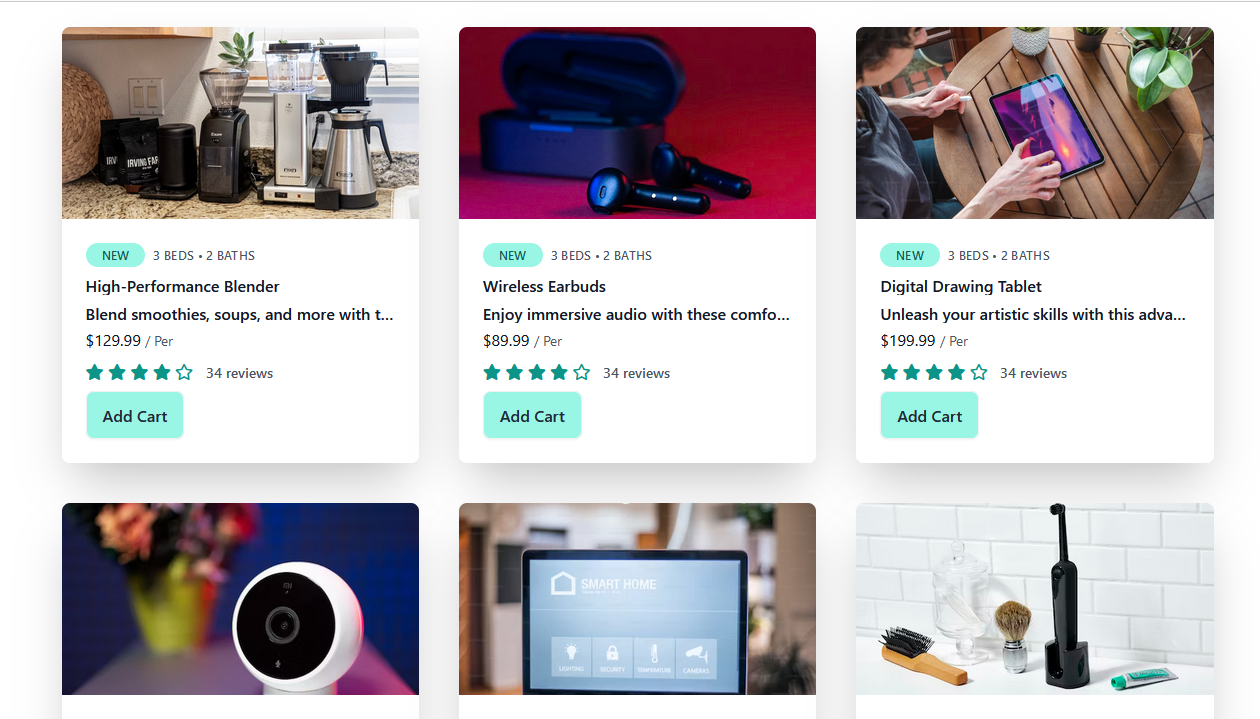 IRVING FAR
NEW 3 BEDS • 2 BATHS
High-Performance Blender
Blend smoothies, soups, and more with t...
$129.99 / Per
34 reviews
Add Cart
NEW 3 BEDS • 2 BATHS
Wireless Earbuds
Enjoy immersive audio with these comfo...
$89.99 / Per
34 reviews
Add Cart
NEW 3 BEDS • 2 BATHS
Digital Drawing Tablet
Unleash your artistic skills with this adva...
$199.99 / Per
34 reviews
Add Cart
SMART HOME
LIGHTING
SECURITY
TEMPERATURE
CAMERAS